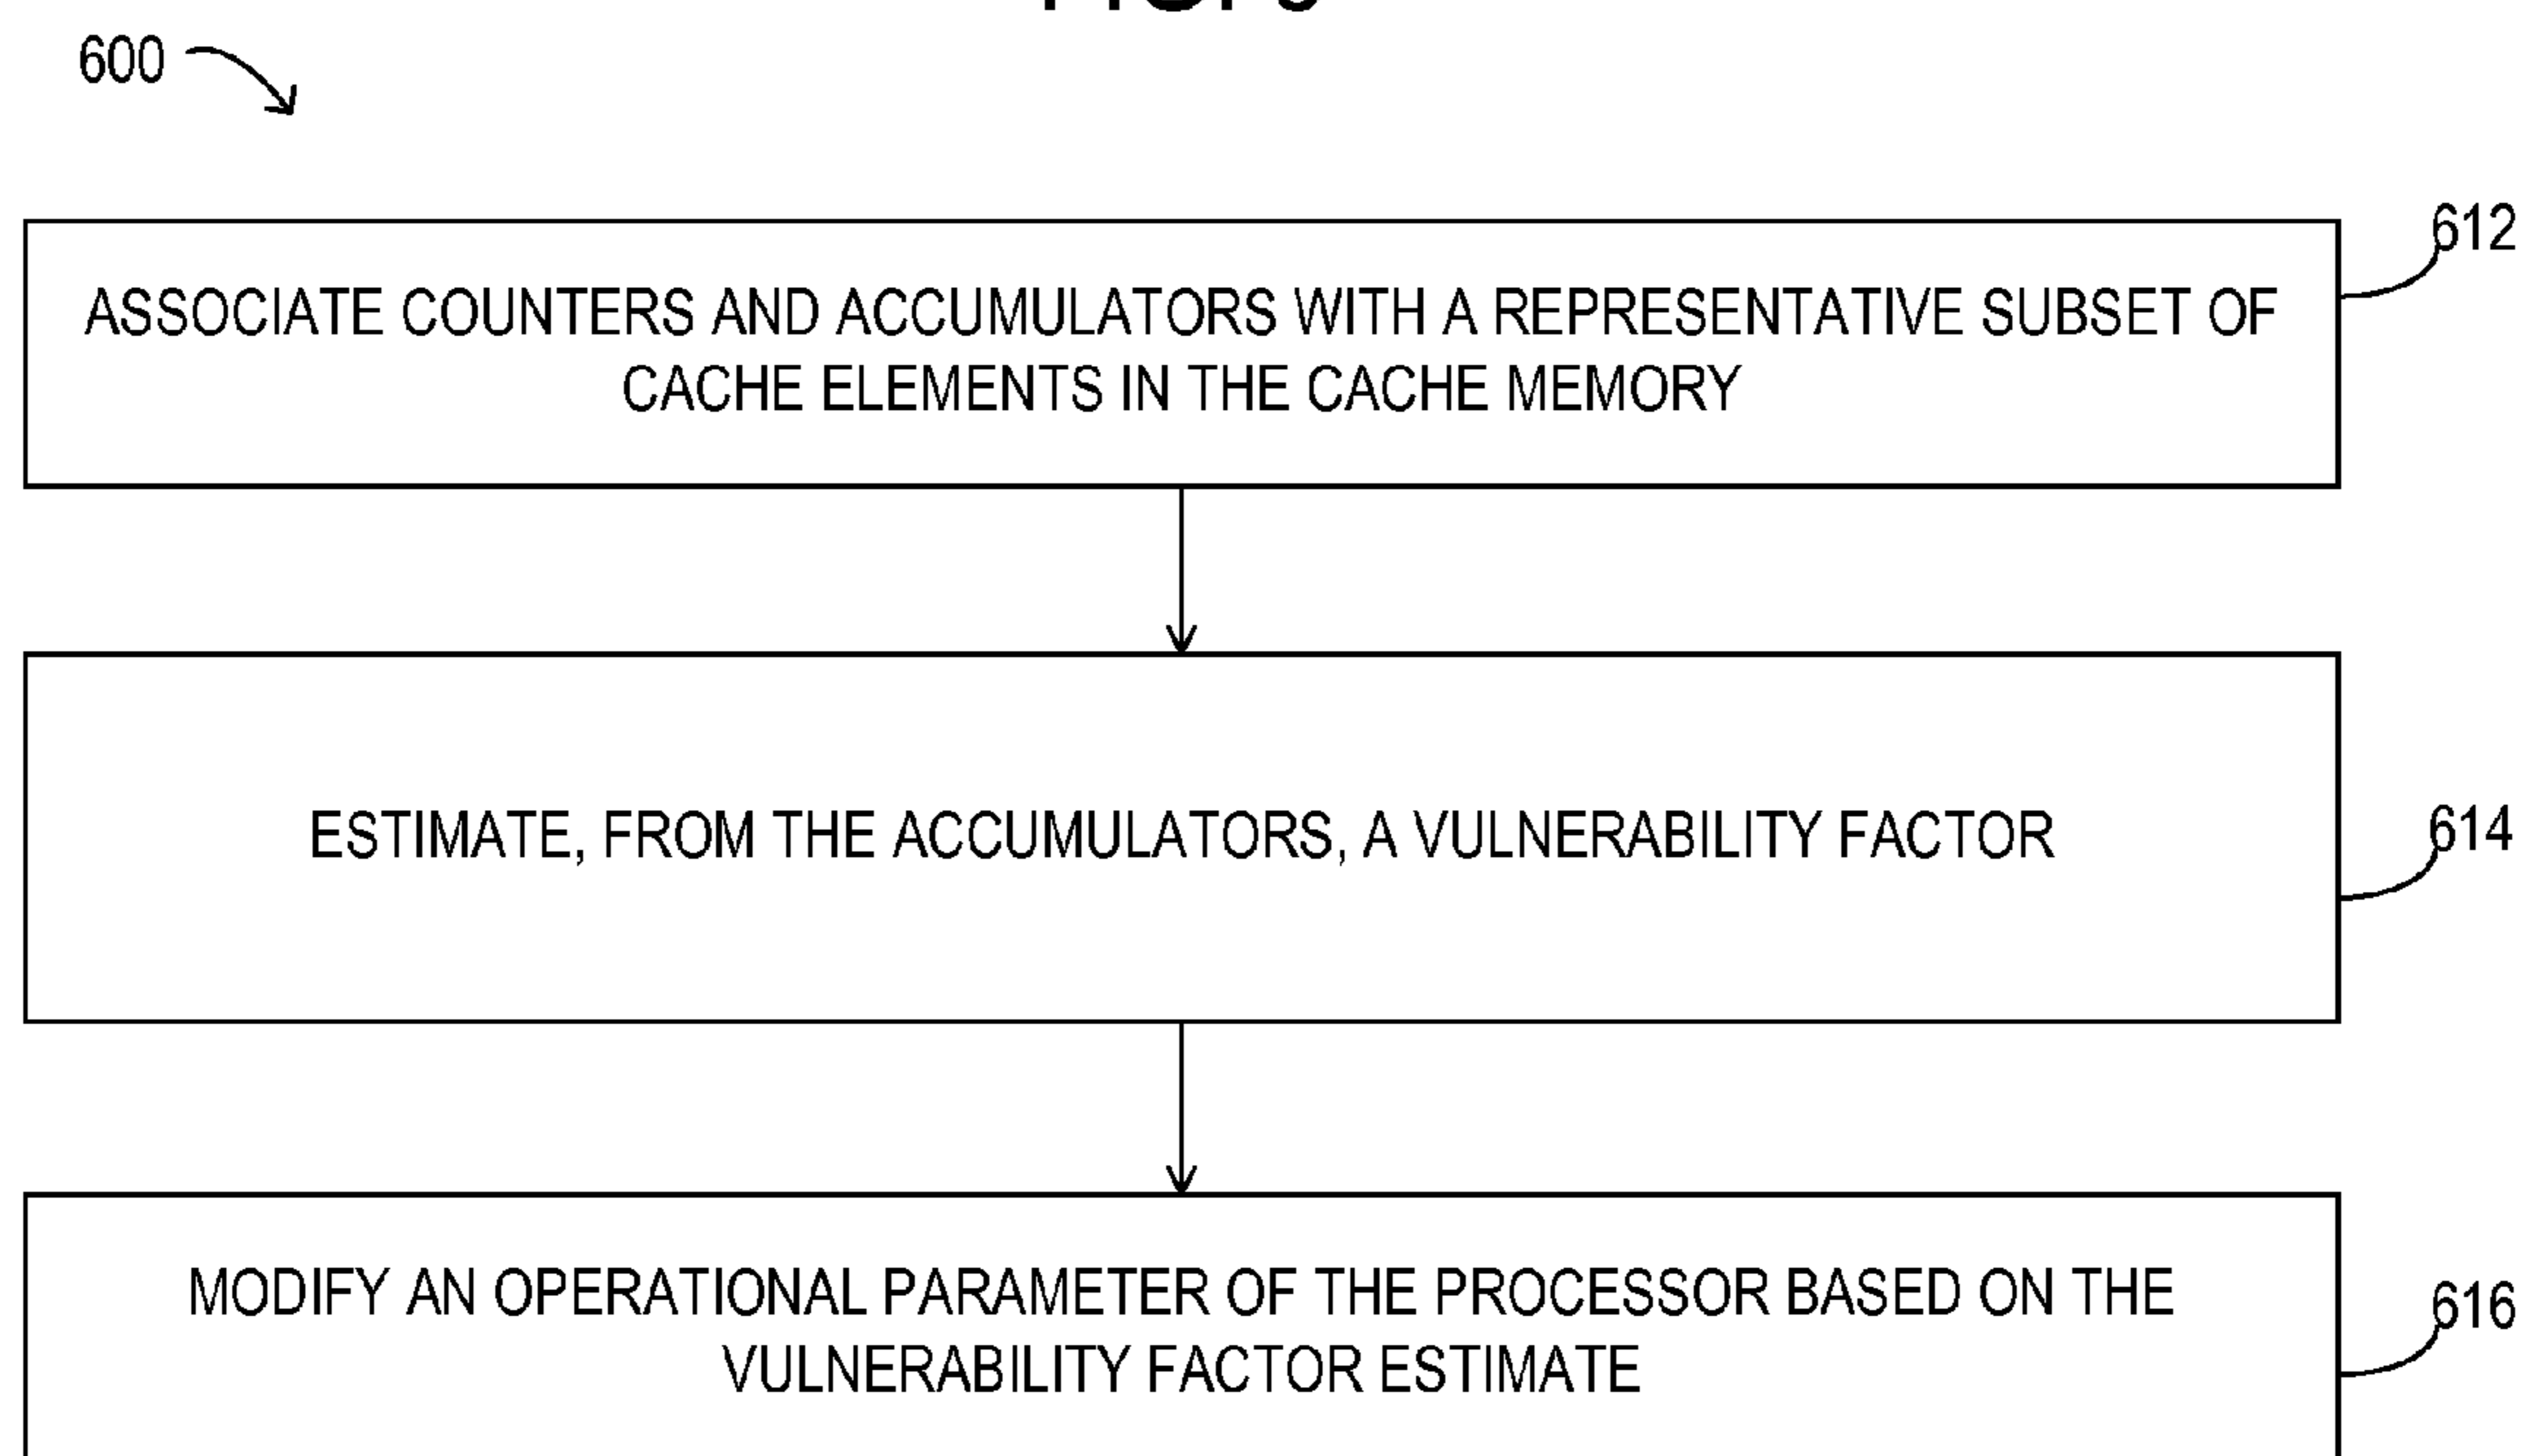 600
612
ASSOCIATE COUNTERS AND ACCUMULATORS WITH A REPRESENTATIVE SUBSET OF
CACHE ELEMENTS IN THE CACHE MEMORY
ESTIMATE, FROM THE ACCUMULATORS, A VULNERABILITY FACTOR
614
MODIFY AN OPERATIONAL PARAMETER OF THE PROCESSOR BASED ON THE
VULNERABILITY FACTOR ESTIMATE
616